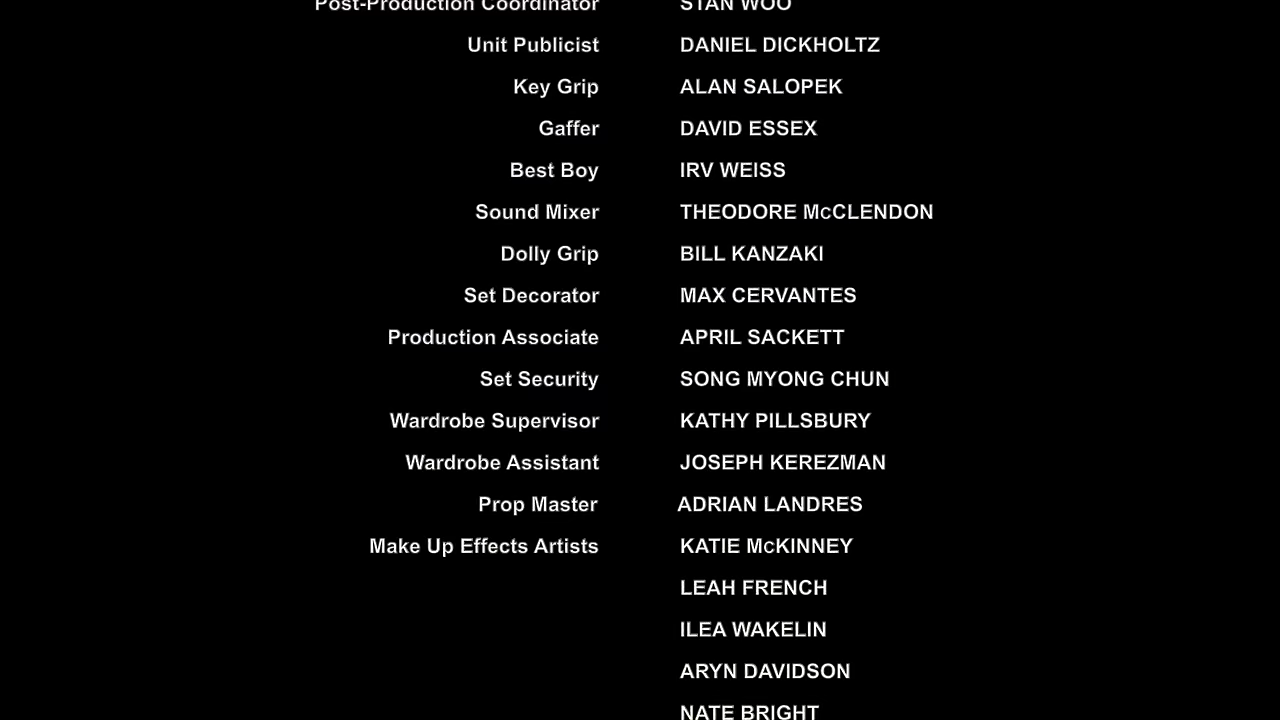 Post-Production Coordinator STAN WOO
Unit Publicist DANIEL DICKHOLTZ
Key Grip ALAN SALOPEK
Gaffer DAVID ESSEX
Best Boy IRV WEISS
Sound Mixer THEODORE McCLENDON
Dolly Grip BILL KANZAKI
Set Decorator MAX CERVANTES
Production Associate APRIL SACKETT
Set Security SONG MYONG CHUN
Wardrobe Supervisor KATHY PILLSBURY
Wardrobe Assistant JOSEPH KEREZMAN
Prop Master ADRIAN LANDRES
Make Up Effects Artists KATIE McKINNEY
LEAH FRENCH
ILEA WAKELIN
ARYN DAVIDSON
NATE BRIGHT